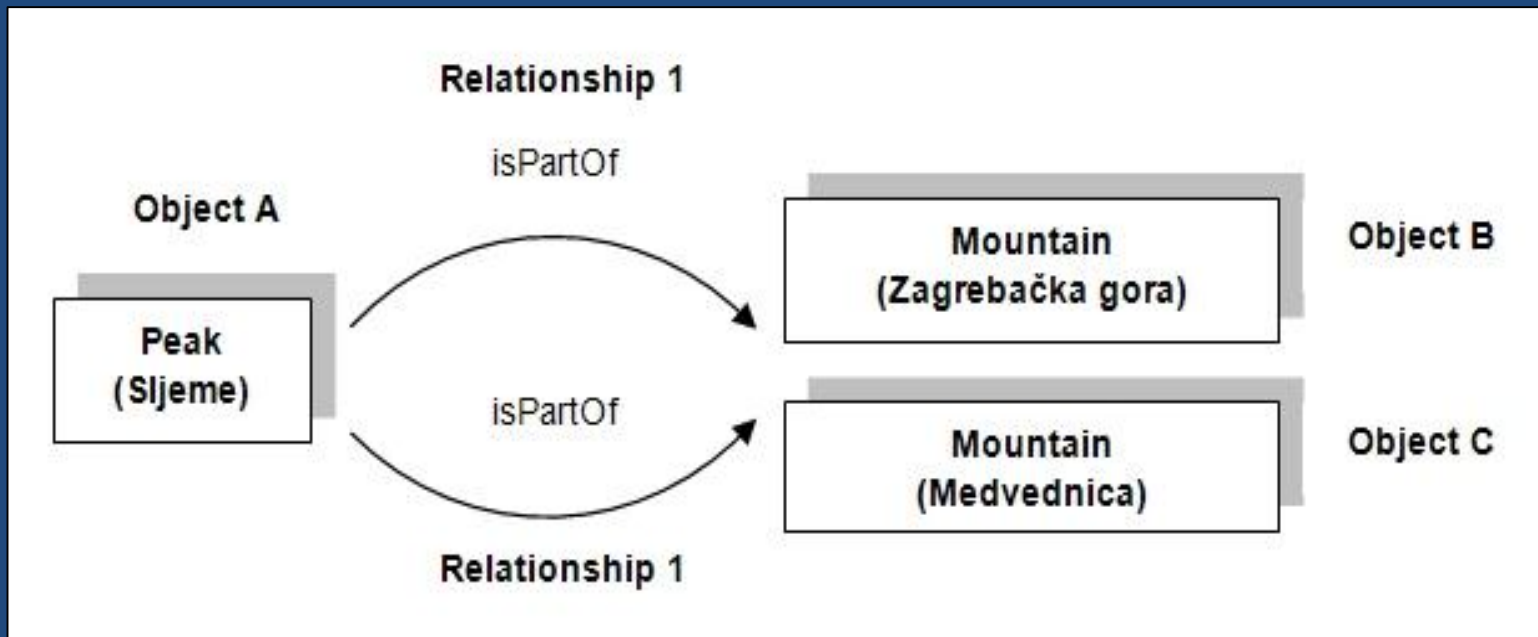 Relationship 1
isPartOf
Object A
Peak
(Sljeme)
Mountain
(Zagrebačka gora)
Object B
isPartOf
Mountain
(Medvednica)
Object C
Relationship 1